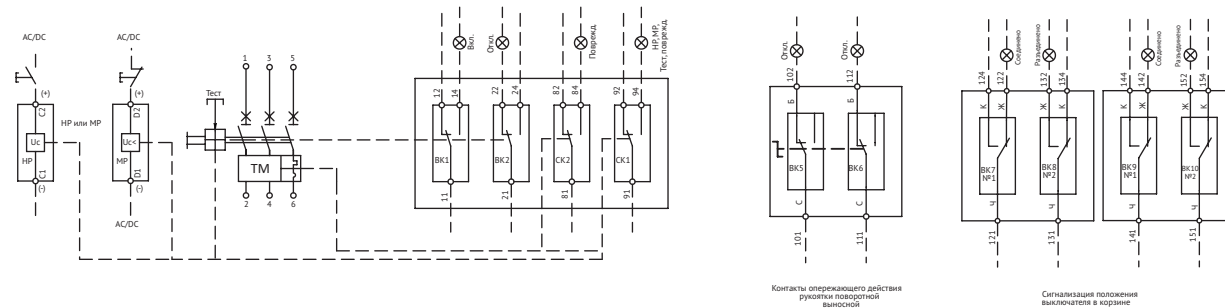 AC/DC
(+)
C2
Uc
НР
C1
(-)
AC/DC
(+)
D2
Uc<
МР
D1
(-)
AC/DC
НР или МР
Тест
1 3 5
ТМ
2 4 6
Вкл.
Откл.
Поврежд.
НР, МР,
Тест, поврежд.
12 14 22 24 82 84 92 94
ВК1 ВК2 СК2 СК1
11 21 81 91
Откл. Откл.
102 112
Б Б
ВК5 ВК6
С С
101 111
Контакты опережающего действия
рукоятки поворотной
выносной
Соединено Разъединено Соединено Разъединено
124 122 132 134 144 142 152 154
К Ж Ж К К Ж Ж К
ВК7
№1
ВК8
№2
ВК9
№1
ВК10
№2
Ч Ч Ч Ч
121 131 141 151
Сигнализация положения
выключателя в корзине